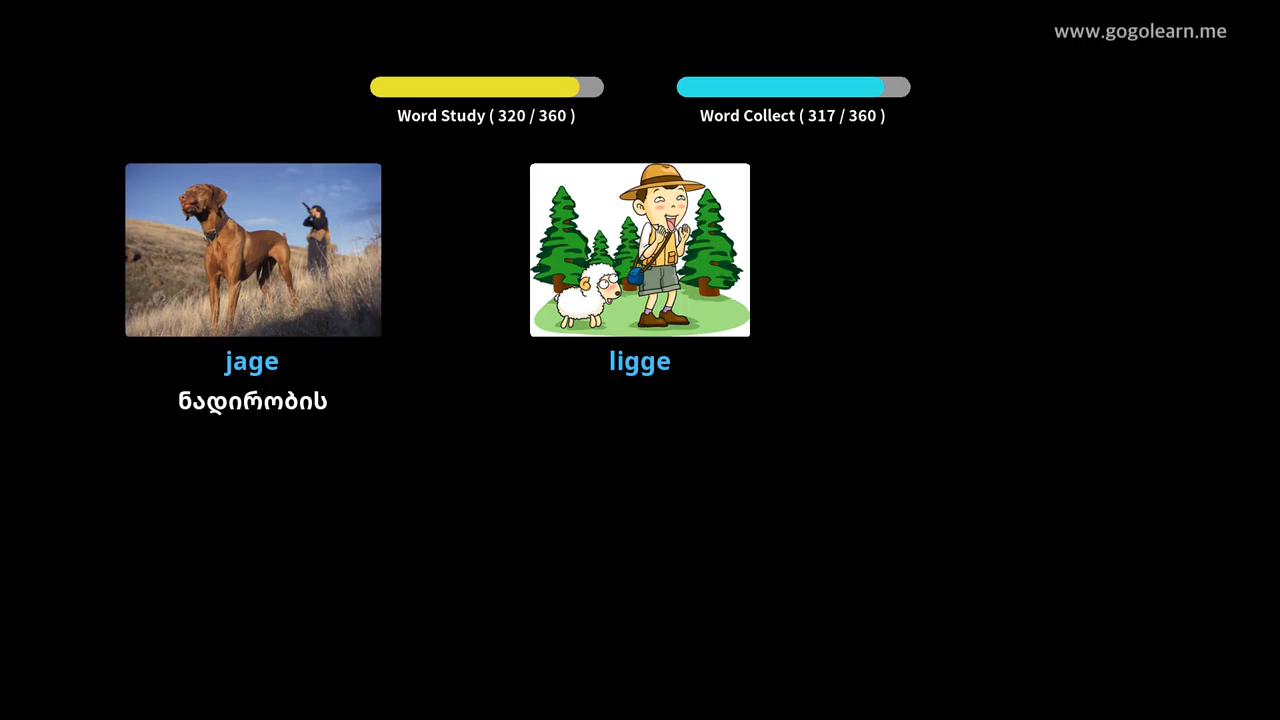 www.gogolearn.me
Word Study ( 320 / 360 )
Word Collect ( 317 / 360 )
jage
ligge
ნადირობის